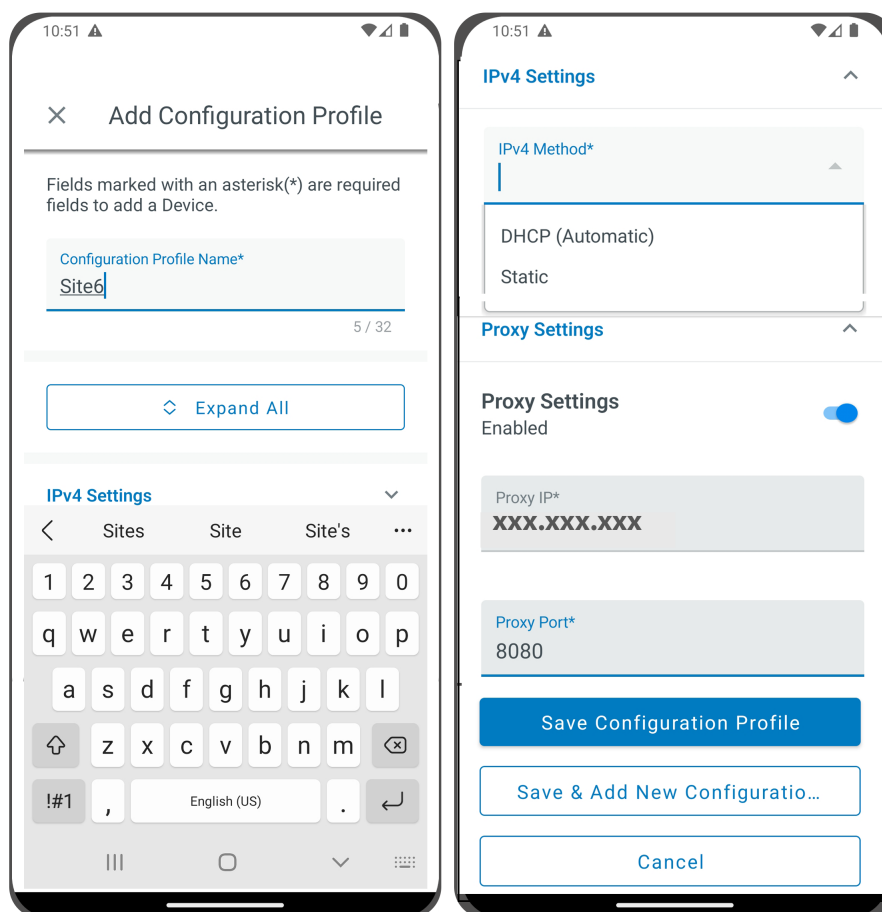 10:51
Add Configuration Profile
Fields marked with an asterisk(*) are required
fields to add a Device.
Configuration Profile Name*
Site6
5 / 32
Expand All
IPv4 Settings
Sites Site Site's
1 2 3 4 5 6 7 8 9 0
q w e r t y u i o p
a s d f g h j k l
z x c v b n m
!#1 , English (US) .
10:51
IPv4 Settings
IPv4 Method*
DHCP (Automatic)
Static
Proxy Settings
Proxy Settings
Enabled
Proxy IP*
xxx.xxx.xxx
Proxy Port*
8080
Save Configuration Profile
Save & Add New Configuratio...
Cancel